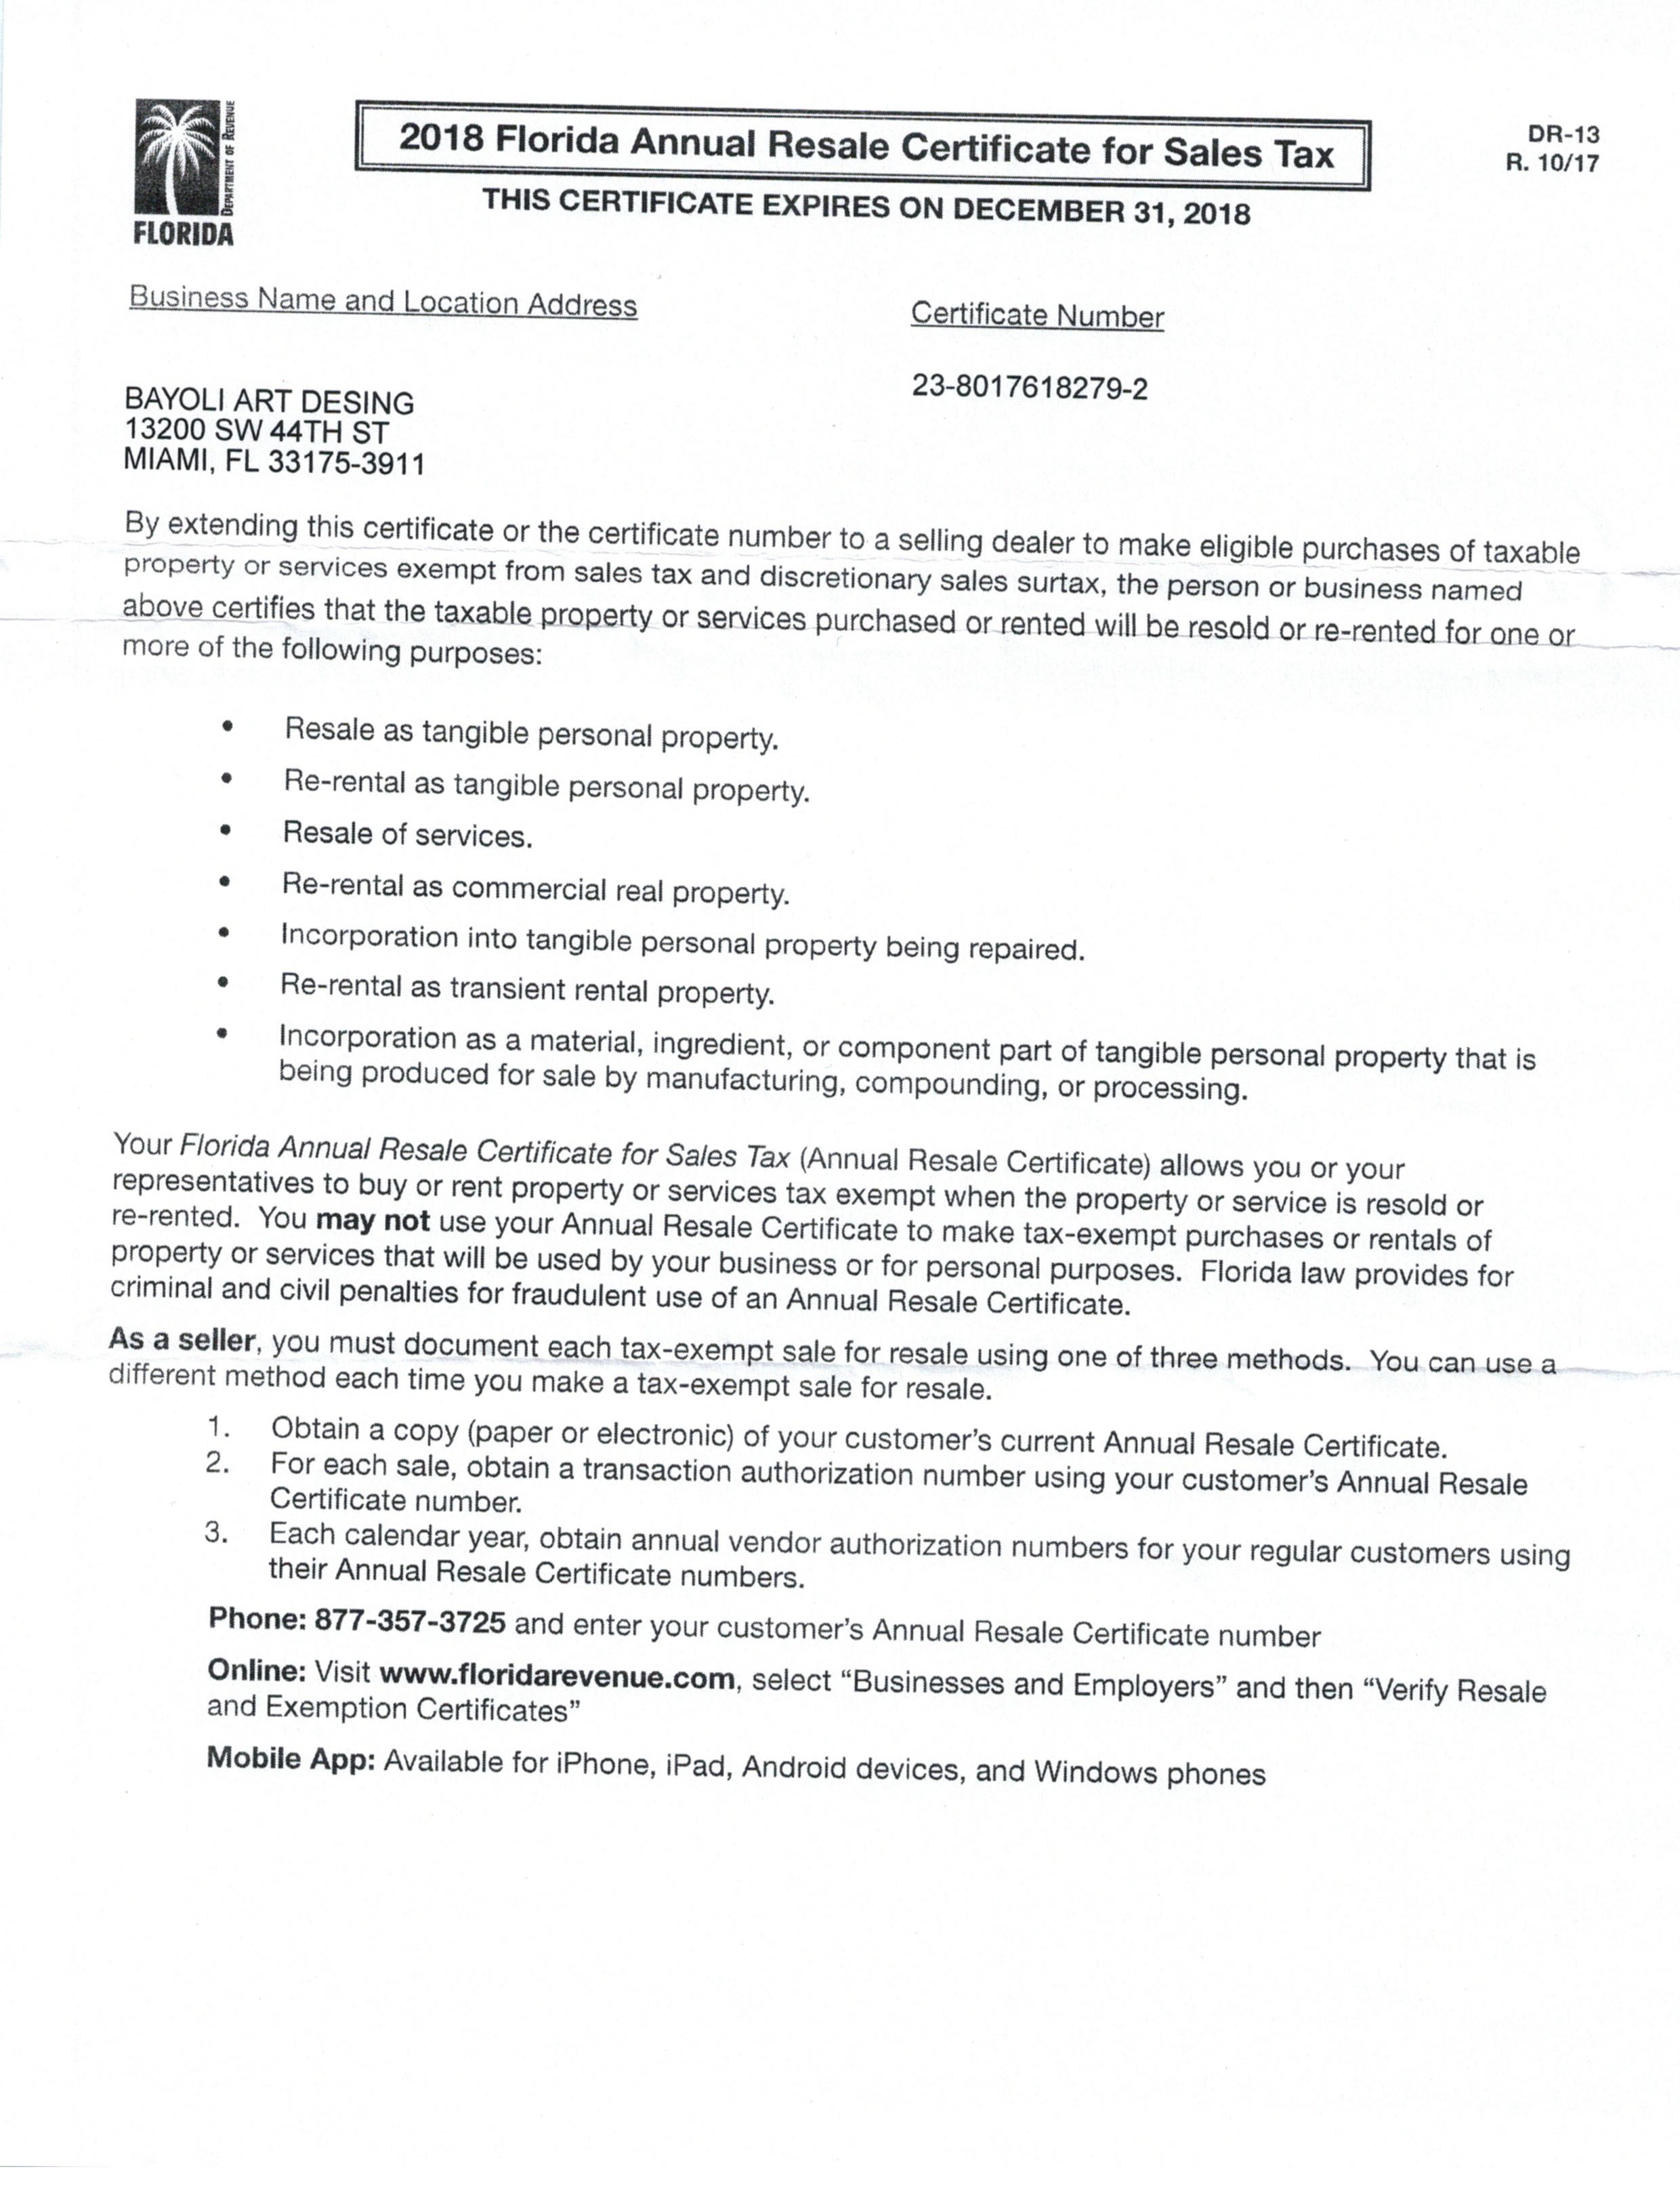 DEPARTMENT OF REVENUE
FLORIDA
2018 Florida Annual Resale Certificate for Sales Tax
THIS CERTIFICATE EXPIRES ON DECEMBER 31, 2018
DR-13
R. 10/17
Business Name and Location Address
Certificate Number
23-8017618279-2
BAYOLI ART DESING
13200 SW 44TH ST
MIAMI, FL 33175-3911
By extending this certificate or the certificate number to a selling dealer to make eligible purchases of taxable
property or services exempt from sales tax and discretionary sales surtax, the person or business named
above certifies that the taxable property or services purchased or rented will be resold or re-rented for one or
more of the following purposes:
• Resale as tangible personal property.
• Re-rental as tangible personal property.
• Resale of services.
• Re-rental as commercial real property.
• Incorporation into tangible personal property being repaired.
• Re-rental as transient rental property.
• Incorporation as a material, ingredient, or component part of tangible personal property that is
being produced for sale by manufacturing, compounding, or processing.
Your Florida Annual Resale Certificate for Sales Tax (Annual Resale Certificate) allows you or your
representatives to buy or rent property or services tax exempt when the property or service is resold or
re-rented. You may not use your Annual Resale Certificate to make tax-exempt purchases or rentals of
property or services that will be used by your business or for personal purposes. Florida law provides for
criminal and civil penalties for fraudulent use of an Annual Resale Certificate.
As a seller, you must document each tax-exempt sale for resale using one of three methods. You can use a
different method each time you make a tax-exempt sale for resale.
1. Obtain a copy (paper or electronic) of your customer's current Annual Resale Certificate.
2. For each sale, obtain a transaction authorization number using your customer's Annual Resale
Certificate number.
3. Each calendar year, obtain annual vendor authorization numbers for your regular customers using
their Annual Resale Certificate numbers.
Phone: 877-357-3725 and enter your customer's Annual Resale Certificate number
Online: Visit www.floridarevenue.com, select “Businesses and Employers” and then “Verify Resale
and Exemption Certificates”
Mobile App: Available for iPhone, iPad, Android devices, and Windows phones